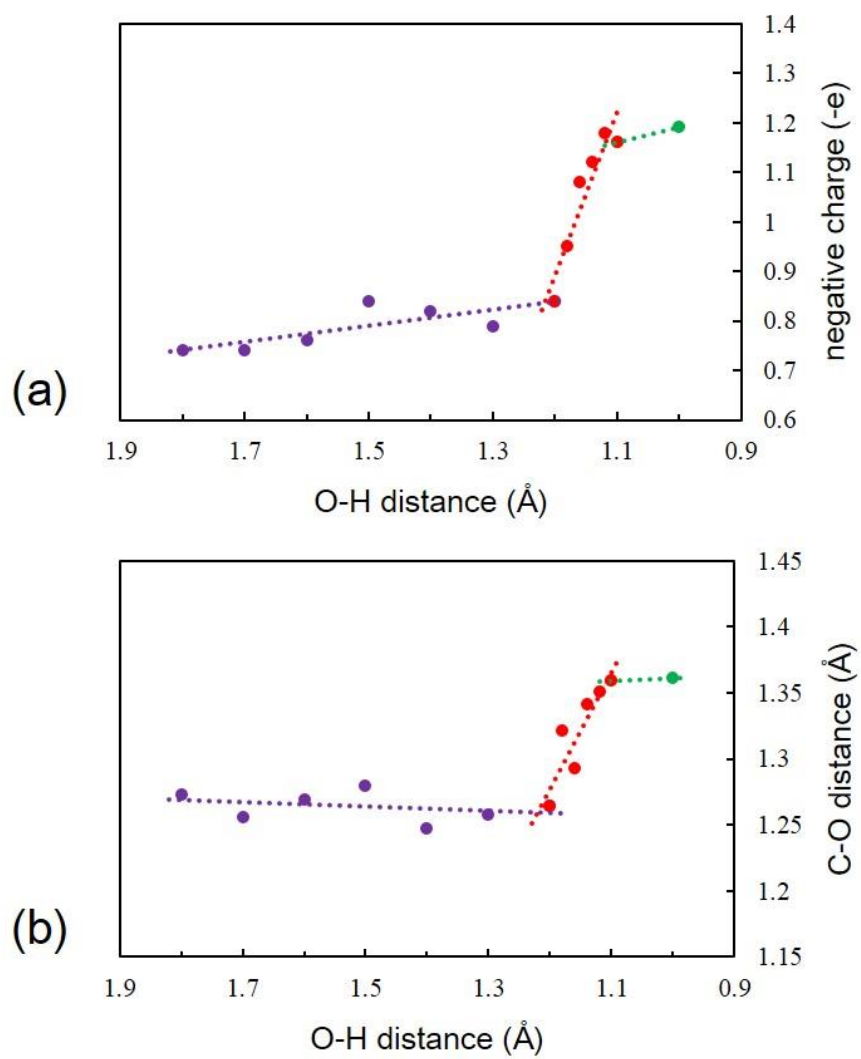 1.4
1.3
1.2
1.1
1
0.9
0.8
0.7
0.6
negative charge (-e)
(a)
1.9 1.7 1.5 1.3 1.1 0.9
O-H distance (Å)
1.45
1.4
1.35
1.3
1.25
1.2
1.15
C-O distance (Å)
(b)
1.9 1.7 1.5 1.3 1.1 0.9
O-H distance (Å)